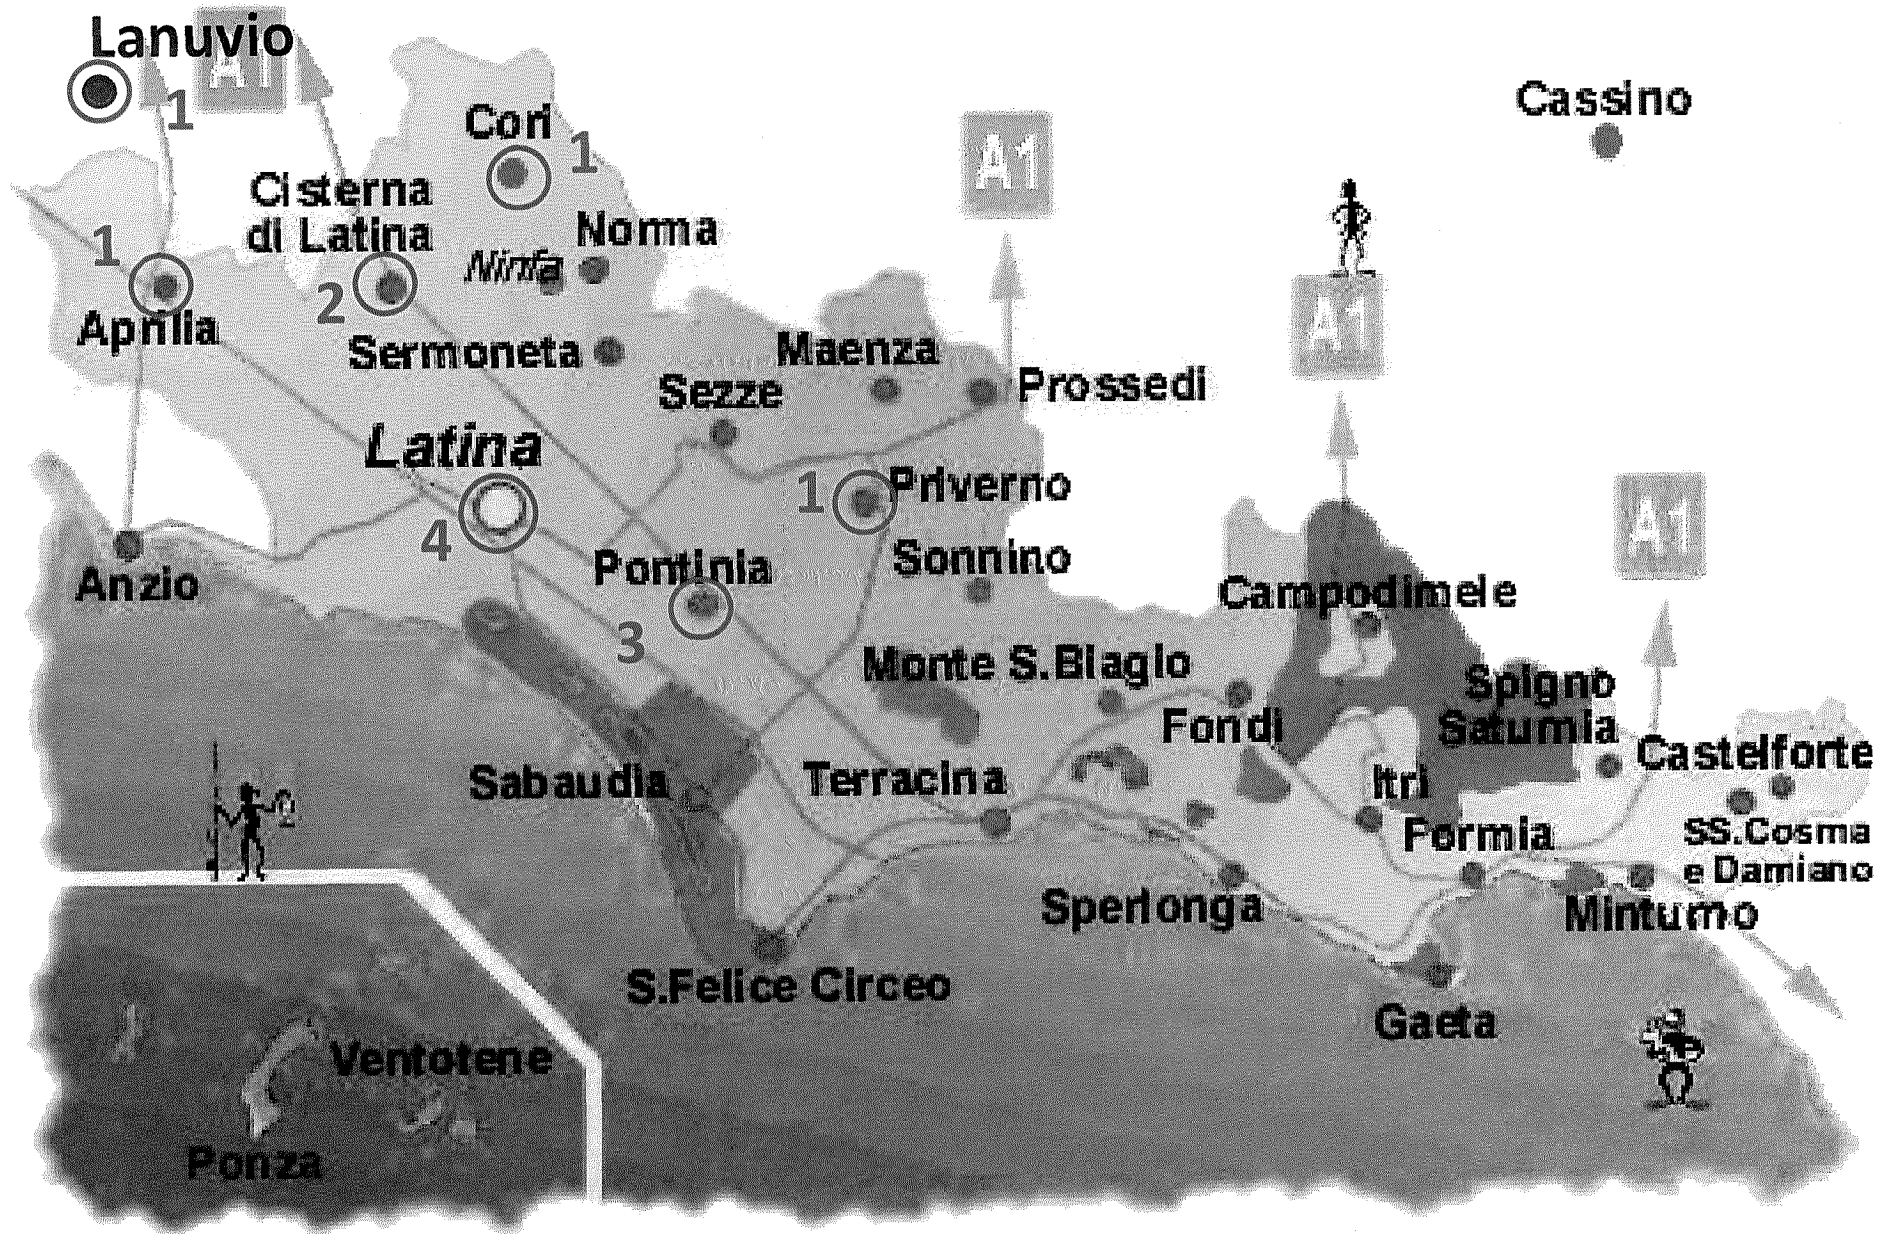 Lanuvio
A1
1
Cori
1
Cisterna
di Latina
2
Norma
Ninfa
1
Aprilia
Sermoneta
A1
Cassino
A1
Maenza
Prossedi
Sezze
Latina
4
1
Priverno
Pontinia
3
Sonnino
Anzio
A1
Campodimele
Monte S.Biagio
Fondi
Spigno
Saturnia
Castelforte
Sabaudia
Terracina
Itri
Formia
SS.Cosma
e Damiano
Sperlonga
Minturno
S.Felice Circeo
Gaeta
Ventotene
Ponza